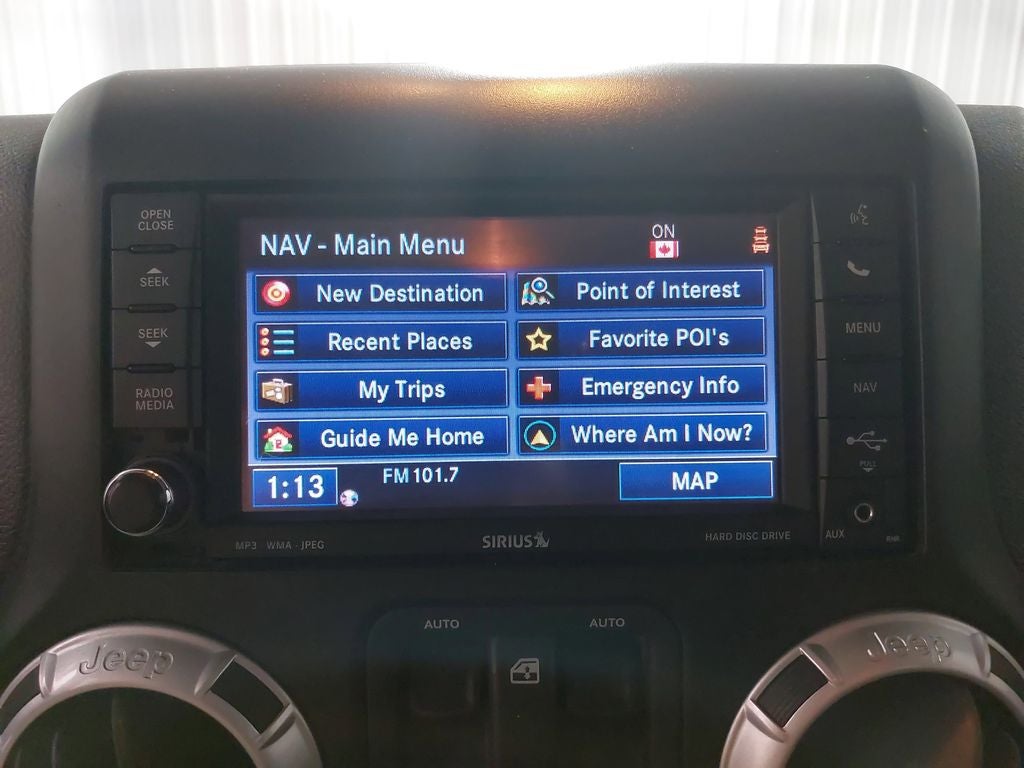 OPEN
CLOSE
SEEK
SEEK
RADIO
MEDIA
NAV - Main Menu
ON
New Destination
Point of Interest
Recent Places
Favorite POI's
My Trips
Emergency Info
Guide Me Home
Where Am I Now?
1:13
FM 101.7
MAP
MENU
NAV
PULL
AUX
RHR
MP3 · WMA · JPEG
SIRIUS
HARD DISC DRIVE
AUTO
AUTO
Jeep
Jeep